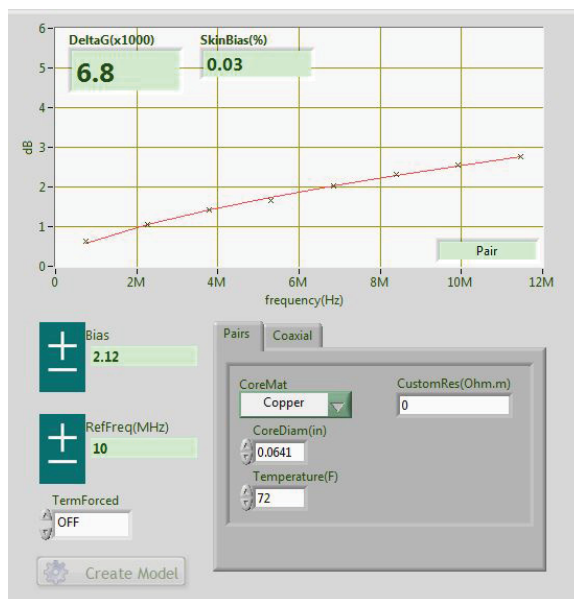 DeltaG(x1000) SkinBias(%)
6.8 0.03
6
5
4
3
2
1
0
dB
Pair
0 2M 4M 6M 8M 10M 12M
frequency(Hz)
Bias
2.12
RefFreq(MHz)
10
TermForced
OFF
Create Model
Pairs Coaxial
CoreMat CustomRes(Ohm.m)
Copper 0
CoreDiam(in)
0.0641
Temperature(F)
72